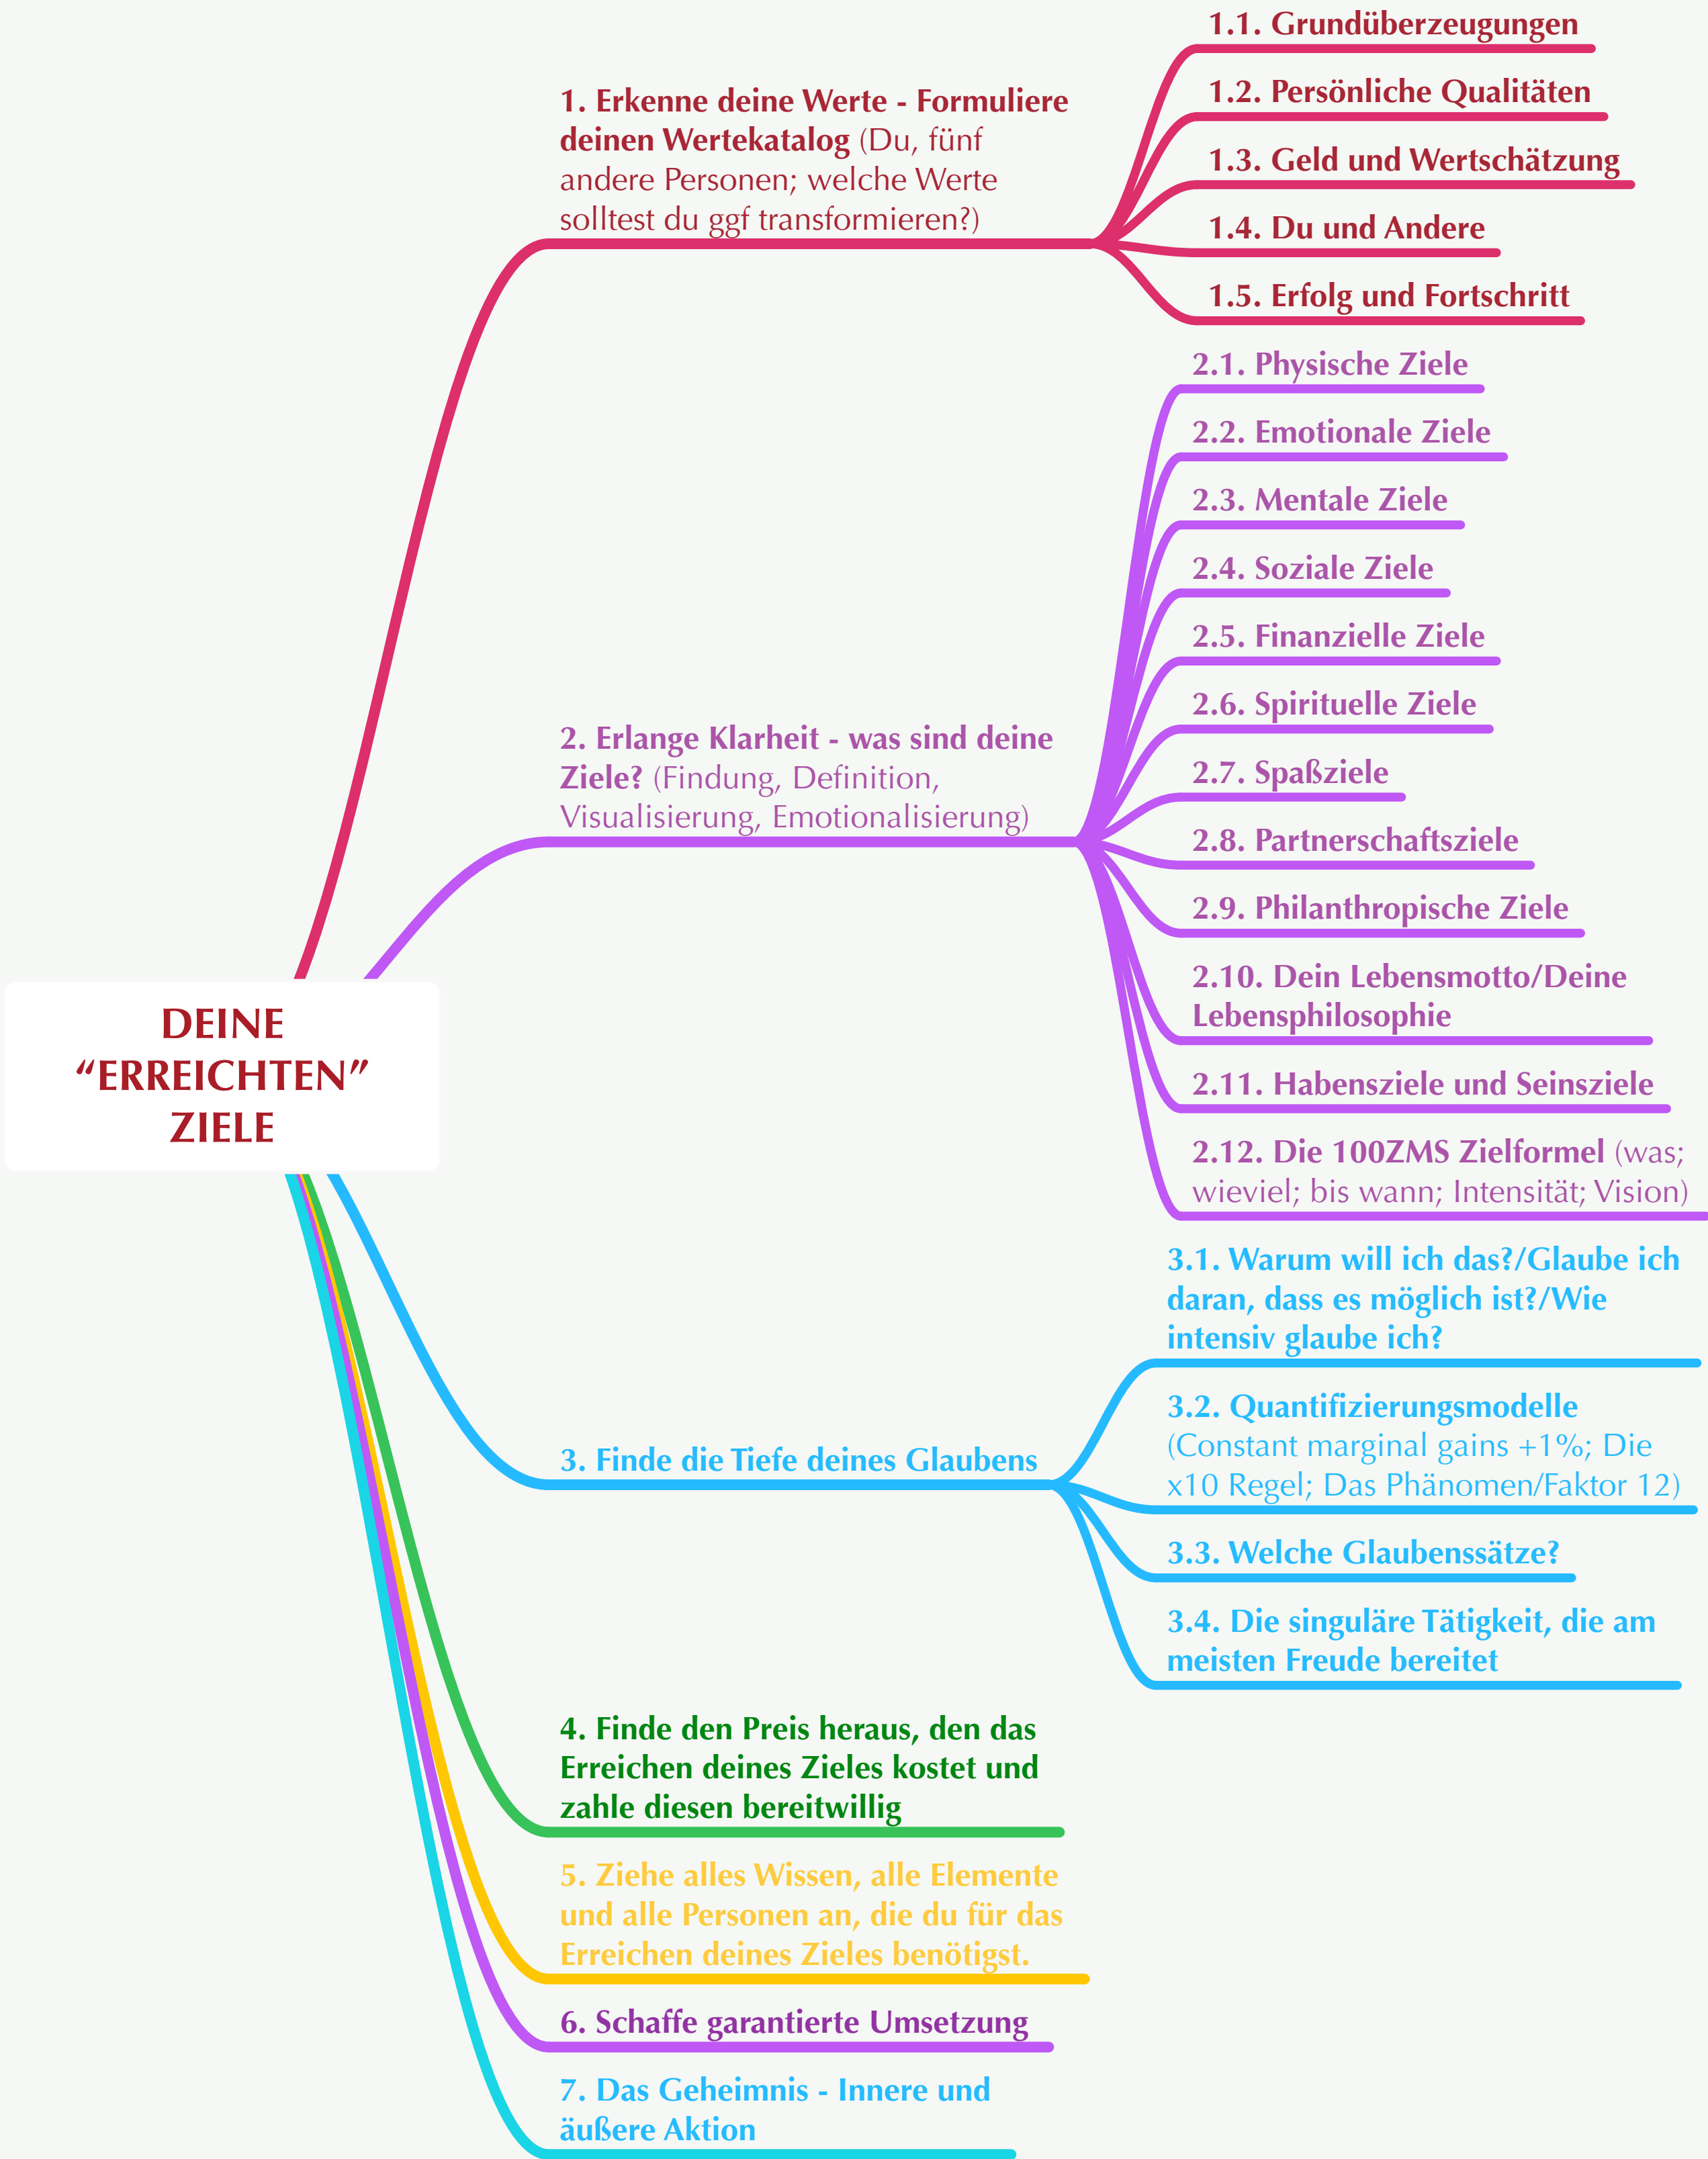 1.1. Grundüberzeugungen
1. Erkenne deine Werte - Formuliere
deinen Wertekatalog (Du, fünf
andere Personen; welche Werte
solltest du ggf transformieren?)
1.2. Persönliche Qualitäten
1.3. Geld und Wertschätzung
1.4. Du und Andere
1.5. Erfolg und Fortschritt
2.1. Physische Ziele
2.2. Emotionale Ziele
2.3. Mentale Ziele
2.4. Soziale Ziele
2.5. Finanzielle Ziele
2.6. Spirituelle Ziele
2. Erlange Klarheit - was sind deine
Ziele? (Findung, Definition,
Visualisierung, Emotionalisierung)
2.7. Spaßziele
2.8. Partnerschaftsziele
2.9. Philanthropische Ziele
2.10. Dein Lebensmotto/Deine
Lebensphilosophie
2.11. Habensziele und Seinsziele
2.12. Die 100ZMS Zielformel (was;
wieviel; bis wann; Intensität; Vision)
DEINE
“ERREICHTEN”
ZIELE
3.1. Warum will ich das?/Glaube ich
daran, dass es möglich ist?/Wie
intensiv glaube ich?
3. Finde die Tiefe deines Glaubens
3.2. Quantifizierungsmodelle
(Constant marginal gains +1%; Die
x10 Regel; Das Phänomen/Faktor 12)
3.3. Welche Glaubenssätze?
3.4. Die singuläre Tätigkeit, die am
meisten Freude bereitet
4. Finde den Preis heraus, den das
Erreichen deines Zieles kostet und
zahle diesen bereitwillig
5. Ziehe alles Wissen, alle Elemente
und alle Personen an, die du für das
Erreichen deines Zieles benötigst.
6. Schaffe garantierte Umsetzung
7. Das Geheimnis - Innere und
äußere Aktion